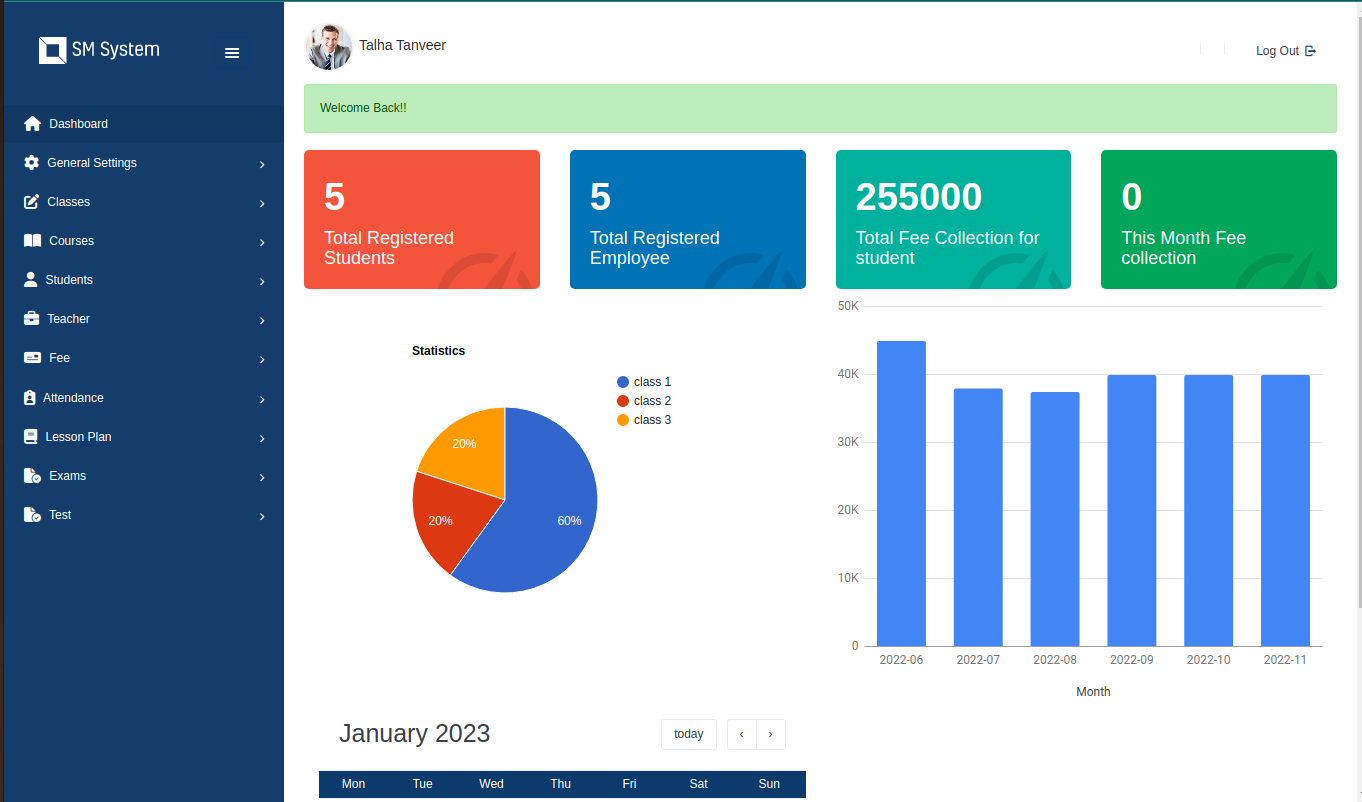 SM System
Talha Tanveer
Log Out
Welcome Back!!
Dashboard
General Settings
Classes
Courses
Students
Teacher
Fee
Attendance
Lesson Plan
Exams
Test
5
Total Registered
Students
5
Total Registered
Employee
255000
Total Fee Collection for
student
0
This Month Fee
collection
Statistics
class 1
class 2
class 3
20%
20%
60%
50K
40K
30K
20K
10K
0
2022-06 2022-07 2022-08 2022-09 2022-10 2022-11
Month
January 2023
today ‹ ›
Mon Tue Wed Thu Fri Sat Sun